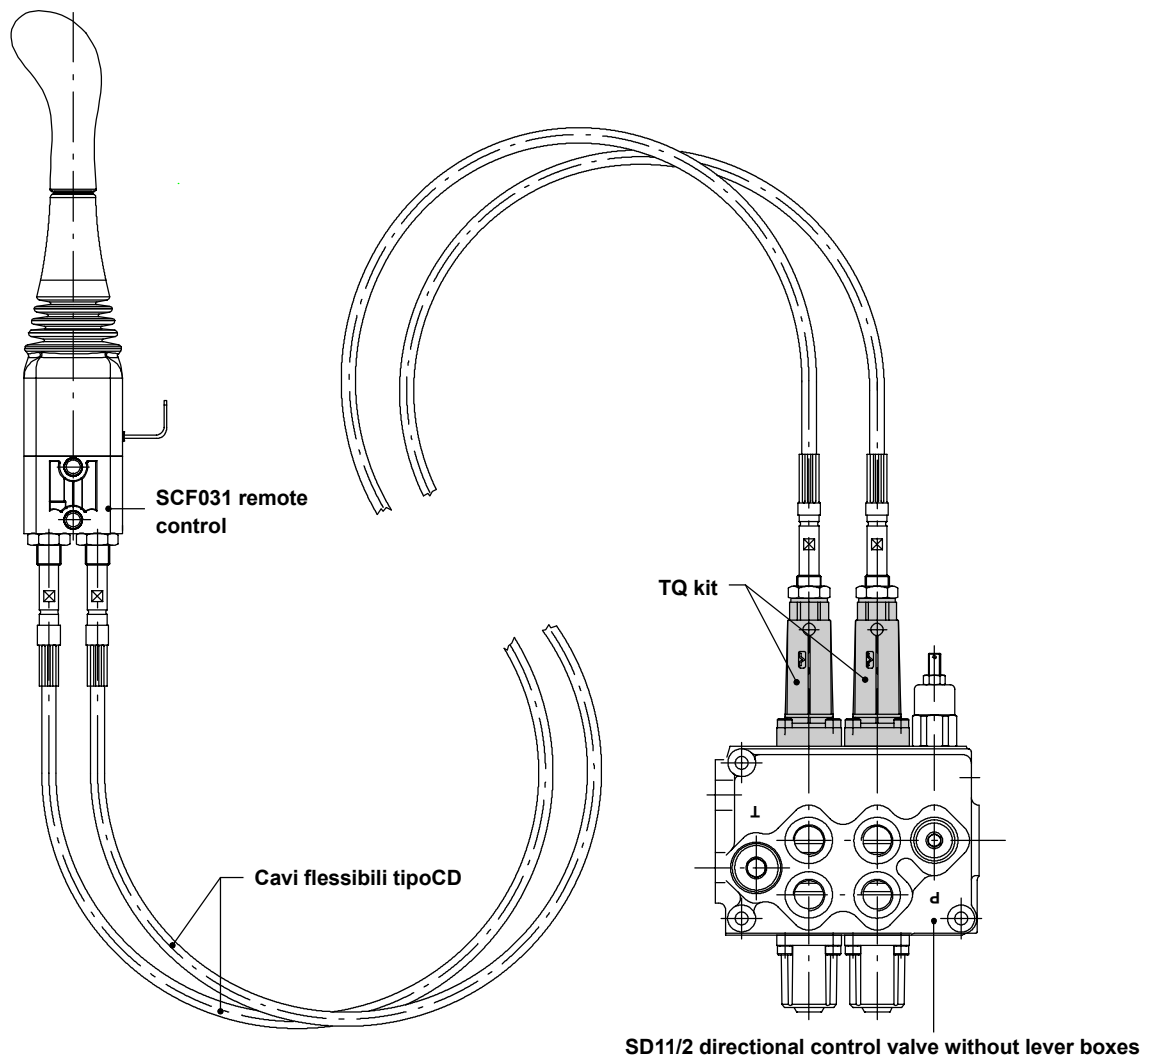 SCF031 remote
control
TQ kit
Cavi flessibili tipoCD
T
P
SD11/2 directional control valve without lever boxes